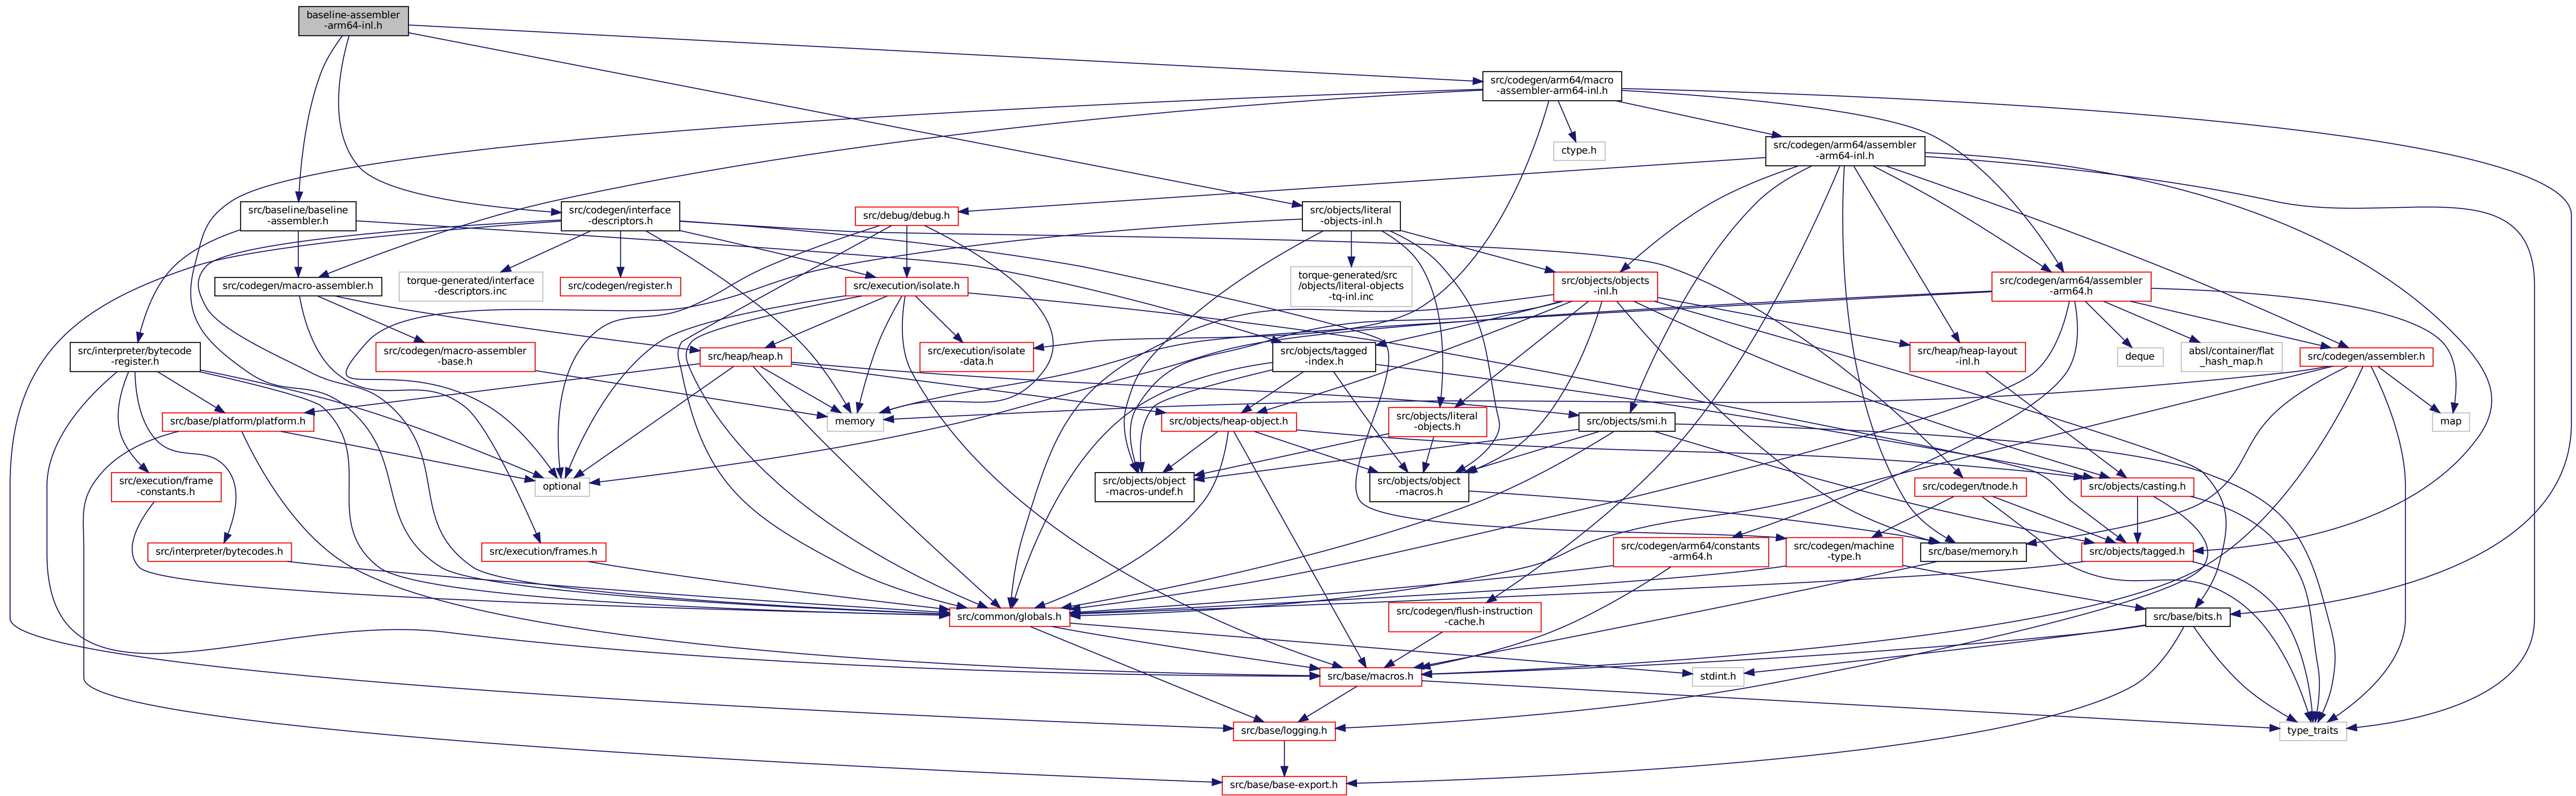 baseline-assembler
-arm64-inl.h
src/codegen/arm64/macro
-assembler-arm64-inl.h
ctype.h
src/codegen/arm64/assembler
-arm64-inl.h
src/baseline/baseline
-assembler.h
src/codegen/interface
-descriptors.h
src/debug/debug.h
src/objects/literal
-objects-inl.h
src/codegen/macro-assembler.h
torque-generated/interface
-descriptors.inc
src/codegen/register.h
src/execution/isolate.h
torque-generated/src
/objects/literal-objects
-tq-inl.inc
src/objects/objects
-inl.h
src/codegen/arm64/assembler
-arm64.h
src/interpreter/bytecode
-register.h
src/codegen/macro-assembler
-base.h
src/heap/heap.h
src/execution/isolate
-data.h
src/objects/tagged
-index.h
src/heap/heap-layout
-inl.h
deque
absl/container/flat
_hash_map.h
src/codegen/assembler.h
src/base/platform/platform.h
memory
src/objects/heap-object.h
src/objects/literal
-objects.h
src/objects/smi.h
map
src/execution/frame
-constants.h
optional
src/objects/object
-macros-undef.h
src/objects/object
-macros.h
src/codegen/tnode.h
src/objects/casting.h
src/interpreter/bytecodes.h
src/execution/frames.h
src/codegen/arm64/constants
-arm64.h
src/codegen/machine
-type.h
src/base/memory.h
src/objects/tagged.h
src/common/globals.h
src/codegen/flush-instruction
-cache.h
src/base/bits.h
src/base/macros.h
stdint.h
src/base/logging.h
type_traits
src/base/base-export.h